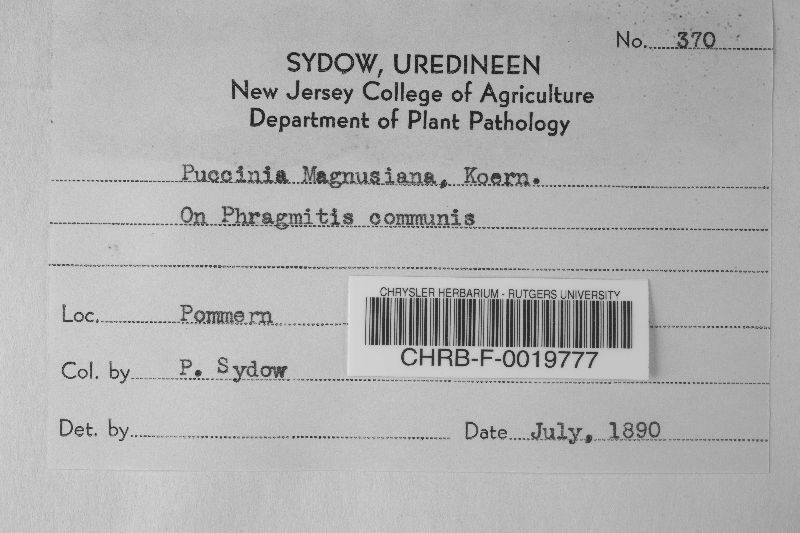 No. 370
SYDOW, UREDINEEN
New Jersey College of Agriculture
Department of Plant Pathology
Puccinia Magnusiana, Koern.
On Phragmitis communis
Loc. Pommern
CHRYSLER HERBARIUM - RUTGERS UNIVERSITY
CHRB-F-0019777
Col. by P. Sydow
Det. by
Date July, 1890